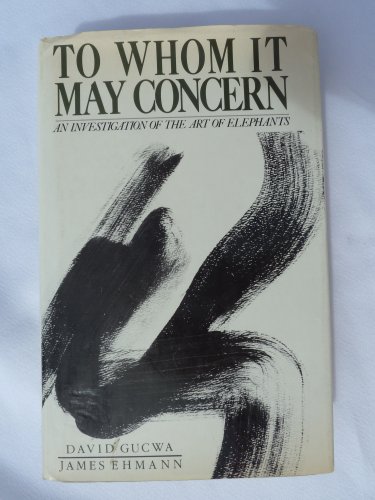 TO WHOM IT
MAY CONCERN
AN INVESTIGATION OF THE ART OF ELEPHANTS
DAVID GUCWA
JAMES EHMANN